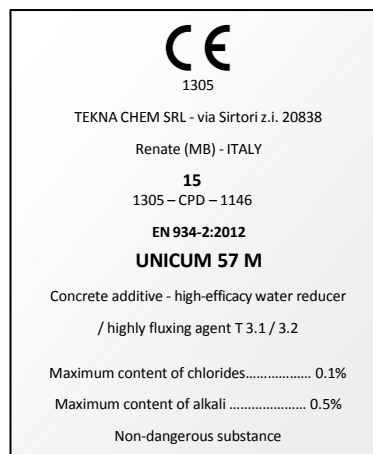 CE
1305
TEKNA CHEM SRL - via Sirtori z.i. 20838
Renate (MB) - ITALY
15
1305 – CPD – 1146
EN 934-2:2012
UNICUM 57 M
Concrete additive - high-efficacy water reducer
/ highly fluxing agent T 3.1 / 3.2
Maximum content of chlorides.................. 0.1%
Maximum content of alkali ...................... 0.5%
Non-dangerous substance